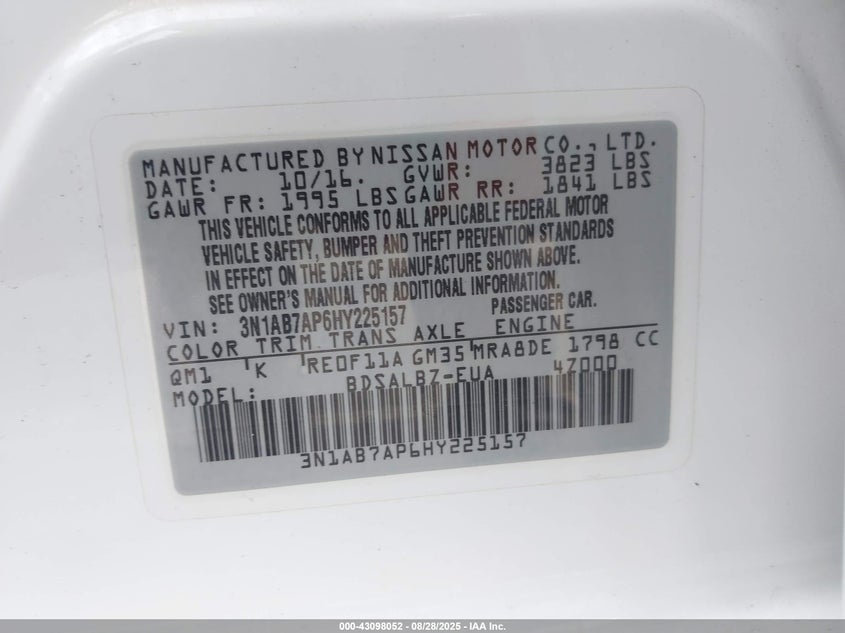 MANUFACTURED BY NISSAN MOTOR CO., LTD.
DATE: 10/16. GVWR: 3823 LBS
GAWR FR: 1995 LBS GAWR RR: 1841 LBS
THIS VEHICLE CONFORMS TO ALL APPLICABLE FEDERAL MOTOR
VEHICLE SAFETY, BUMPER AND THEFT PREVENTION STANDARDS
IN EFFECT ON THE DATE OF MANUFACTURE SHOWN ABOVE.
SEE OWNER'S MANUAL FOR ADDITIONAL INFORMATION.
VIN: 3N1AB7AP6HY225157 PASSENGER CAR.
COLOR TRIM TRANS AXLE ENGINE
QM1 K RE0F11A GM35 MRA8DE 1798 CC
MODEL: BDSALBZ-EUA 47000
3N1AB7AP6HY225157
000-43098052 - 08/28/2025 - IAA Inc.